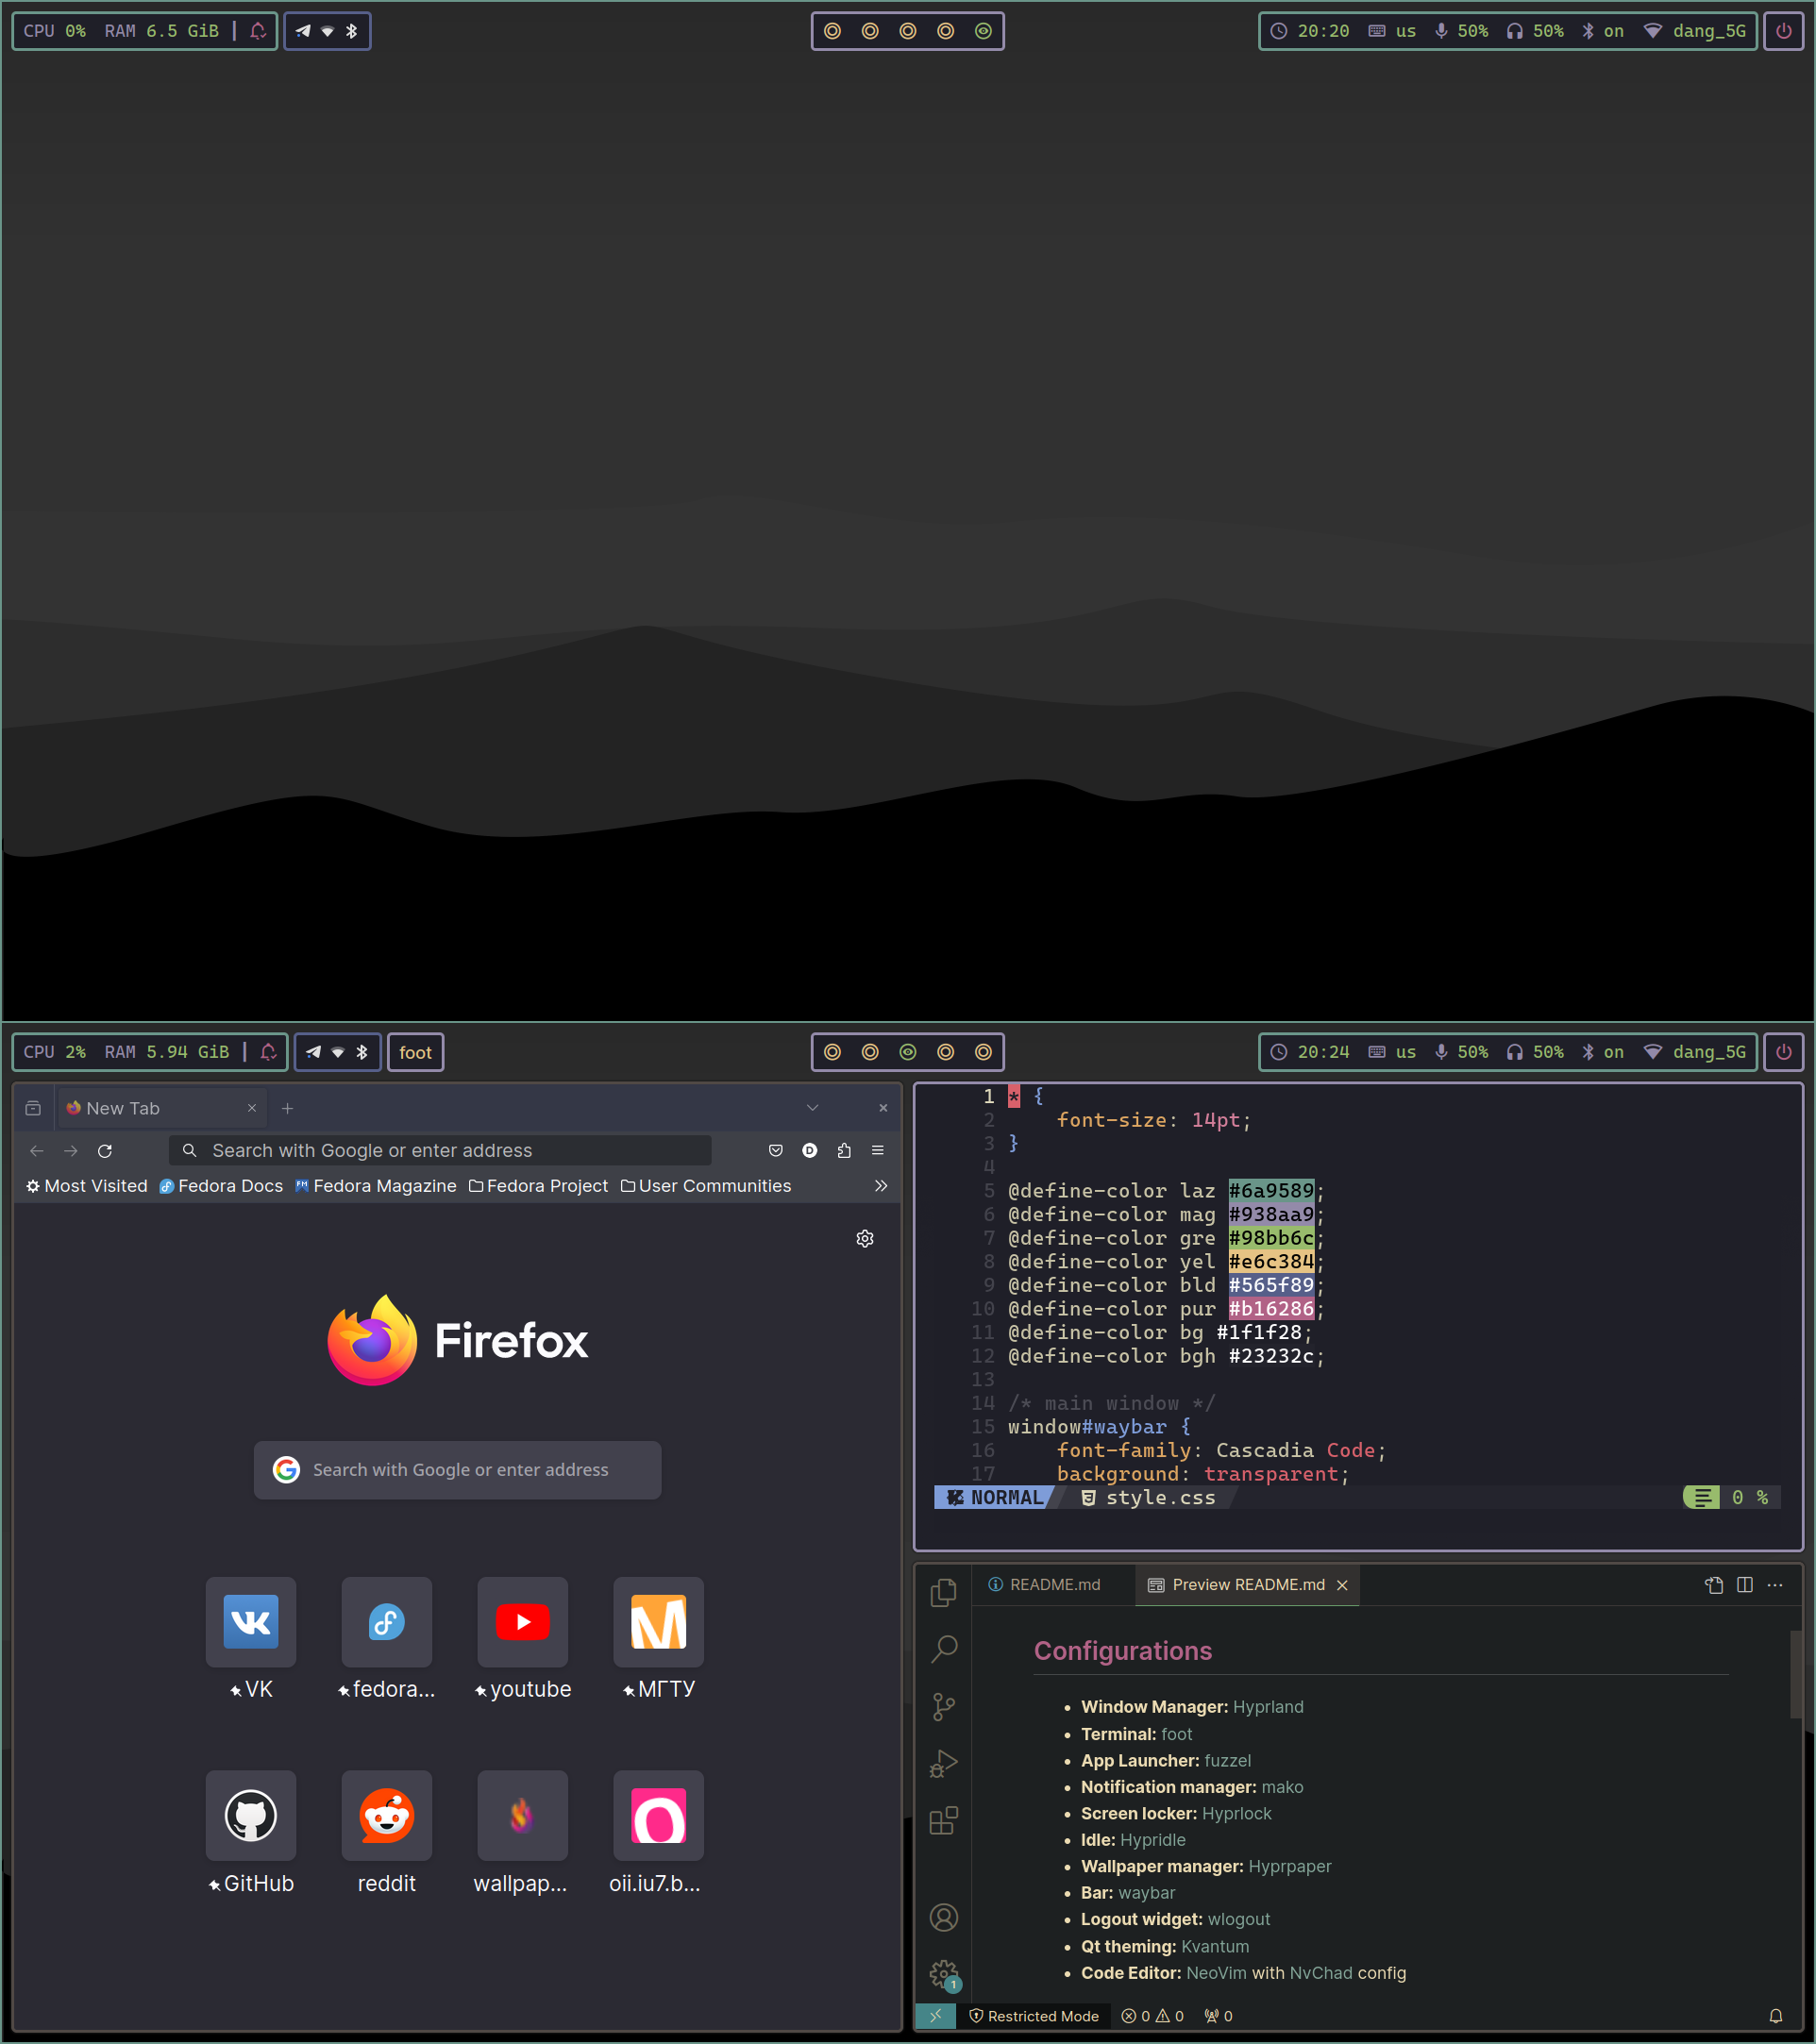 CPU 0% RAM 6.5 GiB |
20:20 us 50% 50% on dang_5G
CPU 2% RAM 5.94 GiB | foot
20:24 us 50% 50% on dang_5G
New Tab
Search with Google or enter address
D
Most Visited Fedora Docs Fedora Magazine Fedora Project User Communities
Firefox
Search with Google or enter address
VK fedora... youtube МГТУ
GitHub reddit wallpap... oii.iu7.b...
1 * {
2 font-size: 14pt;
3 }
4
5 @define-color laz #6a9589;
6 @define-color mag #938aa9;
7 @define-color gre #98bb6c;
8 @define-color yel #e6c384;
9 @define-color bld #565f89;
10 @define-color pur #b16286;
11 @define-color bg #1f1f28;
12 @define-color bgh #23232c;
13
14 /* main window */
15 window#waybar {
16 font-family: Cascadia Code;
17 background: transparent;
NORMAL style.css 0 %
README.md Preview README.md
Configurations
• Window Manager: Hyprland
• Terminal: foot
• App Launcher: fuzzel
• Notification manager: mako
• Screen locker: Hyprlock
• Idle: Hypridle
• Wallpaper manager: Hyprpaper
• Bar: waybar
• Logout widget: wlogout
• Qt theming: Kvantum
• Code Editor: NeoVim with NvChad config
1
Restricted Mode 0 0 0